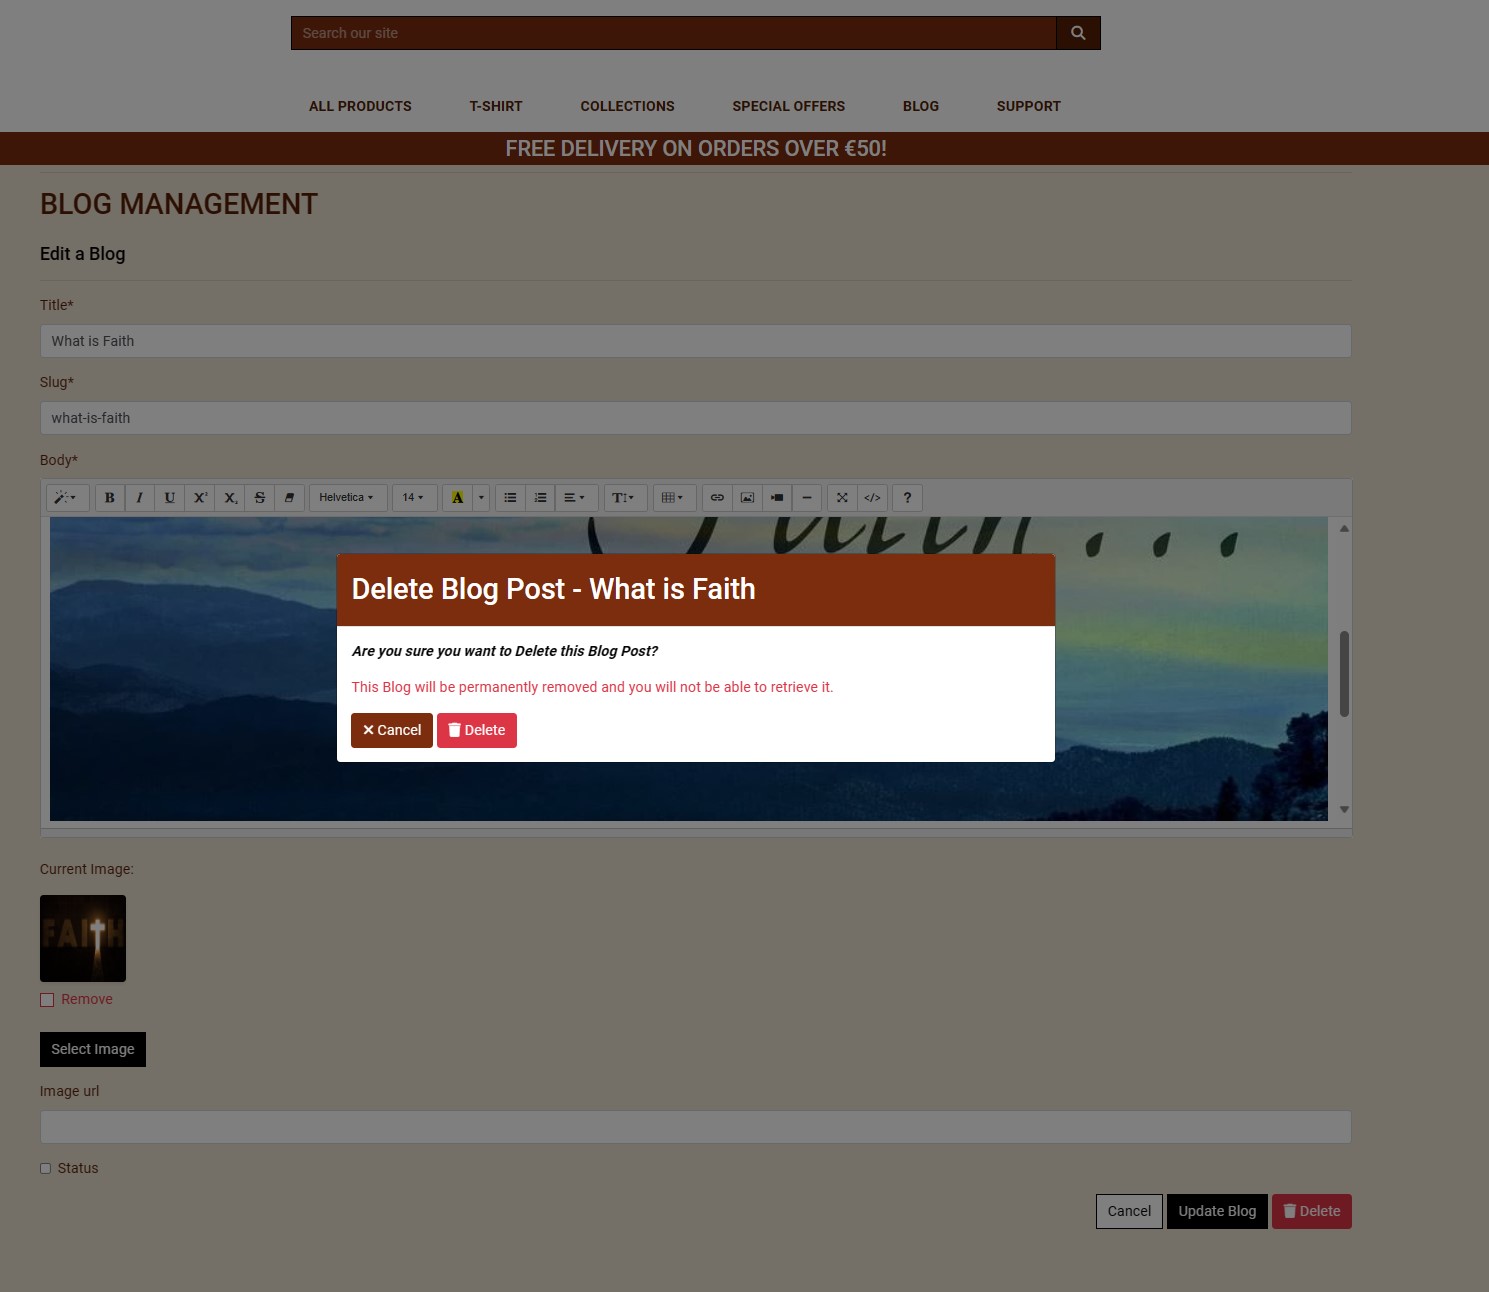 Search our site
ALL PRODUCTS T-SHIRT COLLECTIONS SPECIAL OFFERS BLOG SUPPORT
FREE DELIVERY ON ORDERS OVER €50!
BLOG MANAGEMENT
Edit a Blog
Title*
What is Faith
Slug*
what-is-faith
Body*
B I U X² X₂ S Helvetica 14 A T </> ?
Faith...
Delete Blog Post - What is Faith
Are you sure you want to Delete this Blog Post?
This Blog will be permanently removed and you will not be able to retrieve it.
Cancel Delete
Current Image:
FAITH
Remove
Select Image
Image url
Status
Cancel Update Blog Delete